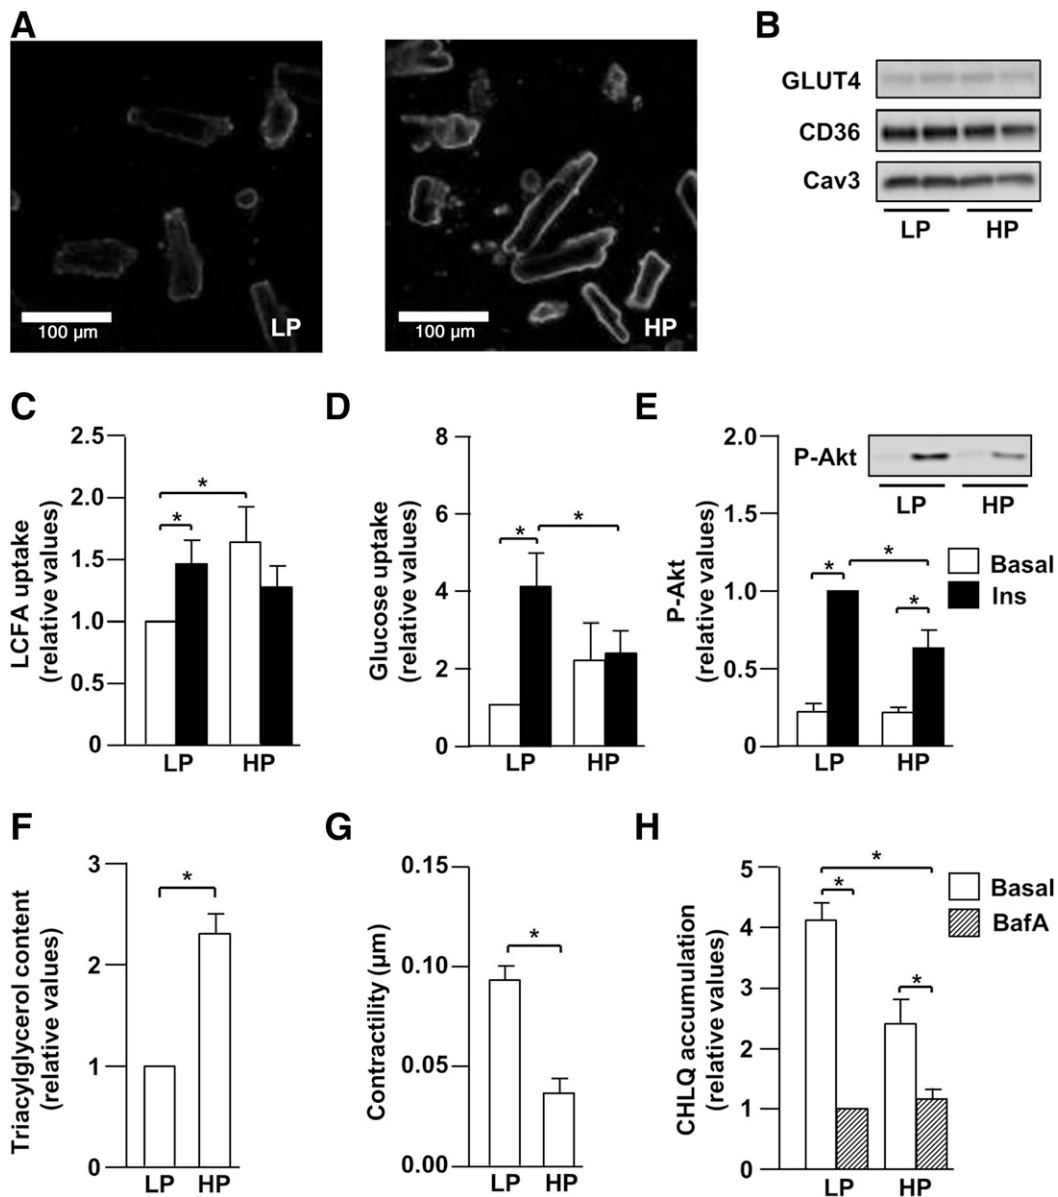 A
B
100 µm
LP
100 µm
HP
GLUT4
CD36
Cav3
LP HP
C
D
E
LCFA uptake
(relative values)
2.5
2.0
1.5
1.0
0.5
0
*
*
LP HP
Glucose uptake
(relative values)
8
6
4
2
0
*
*
LP HP
P-Akt
(relative values)
2.0
1.5
1.0
0.5
0
P-Akt
LP HP
Basal
Ins
*
*
*
LP HP
F
G
H
Triacylglycerol content
(relative values)
3
2
1
0
*
LP HP
Contractility (µm)
0.15
0.10
0.05
0.00
*
LP HP
CHLQ accumulation
(relative values)
5
4
3
2
1
0
*
*
*
Basal
BafA
LP HP